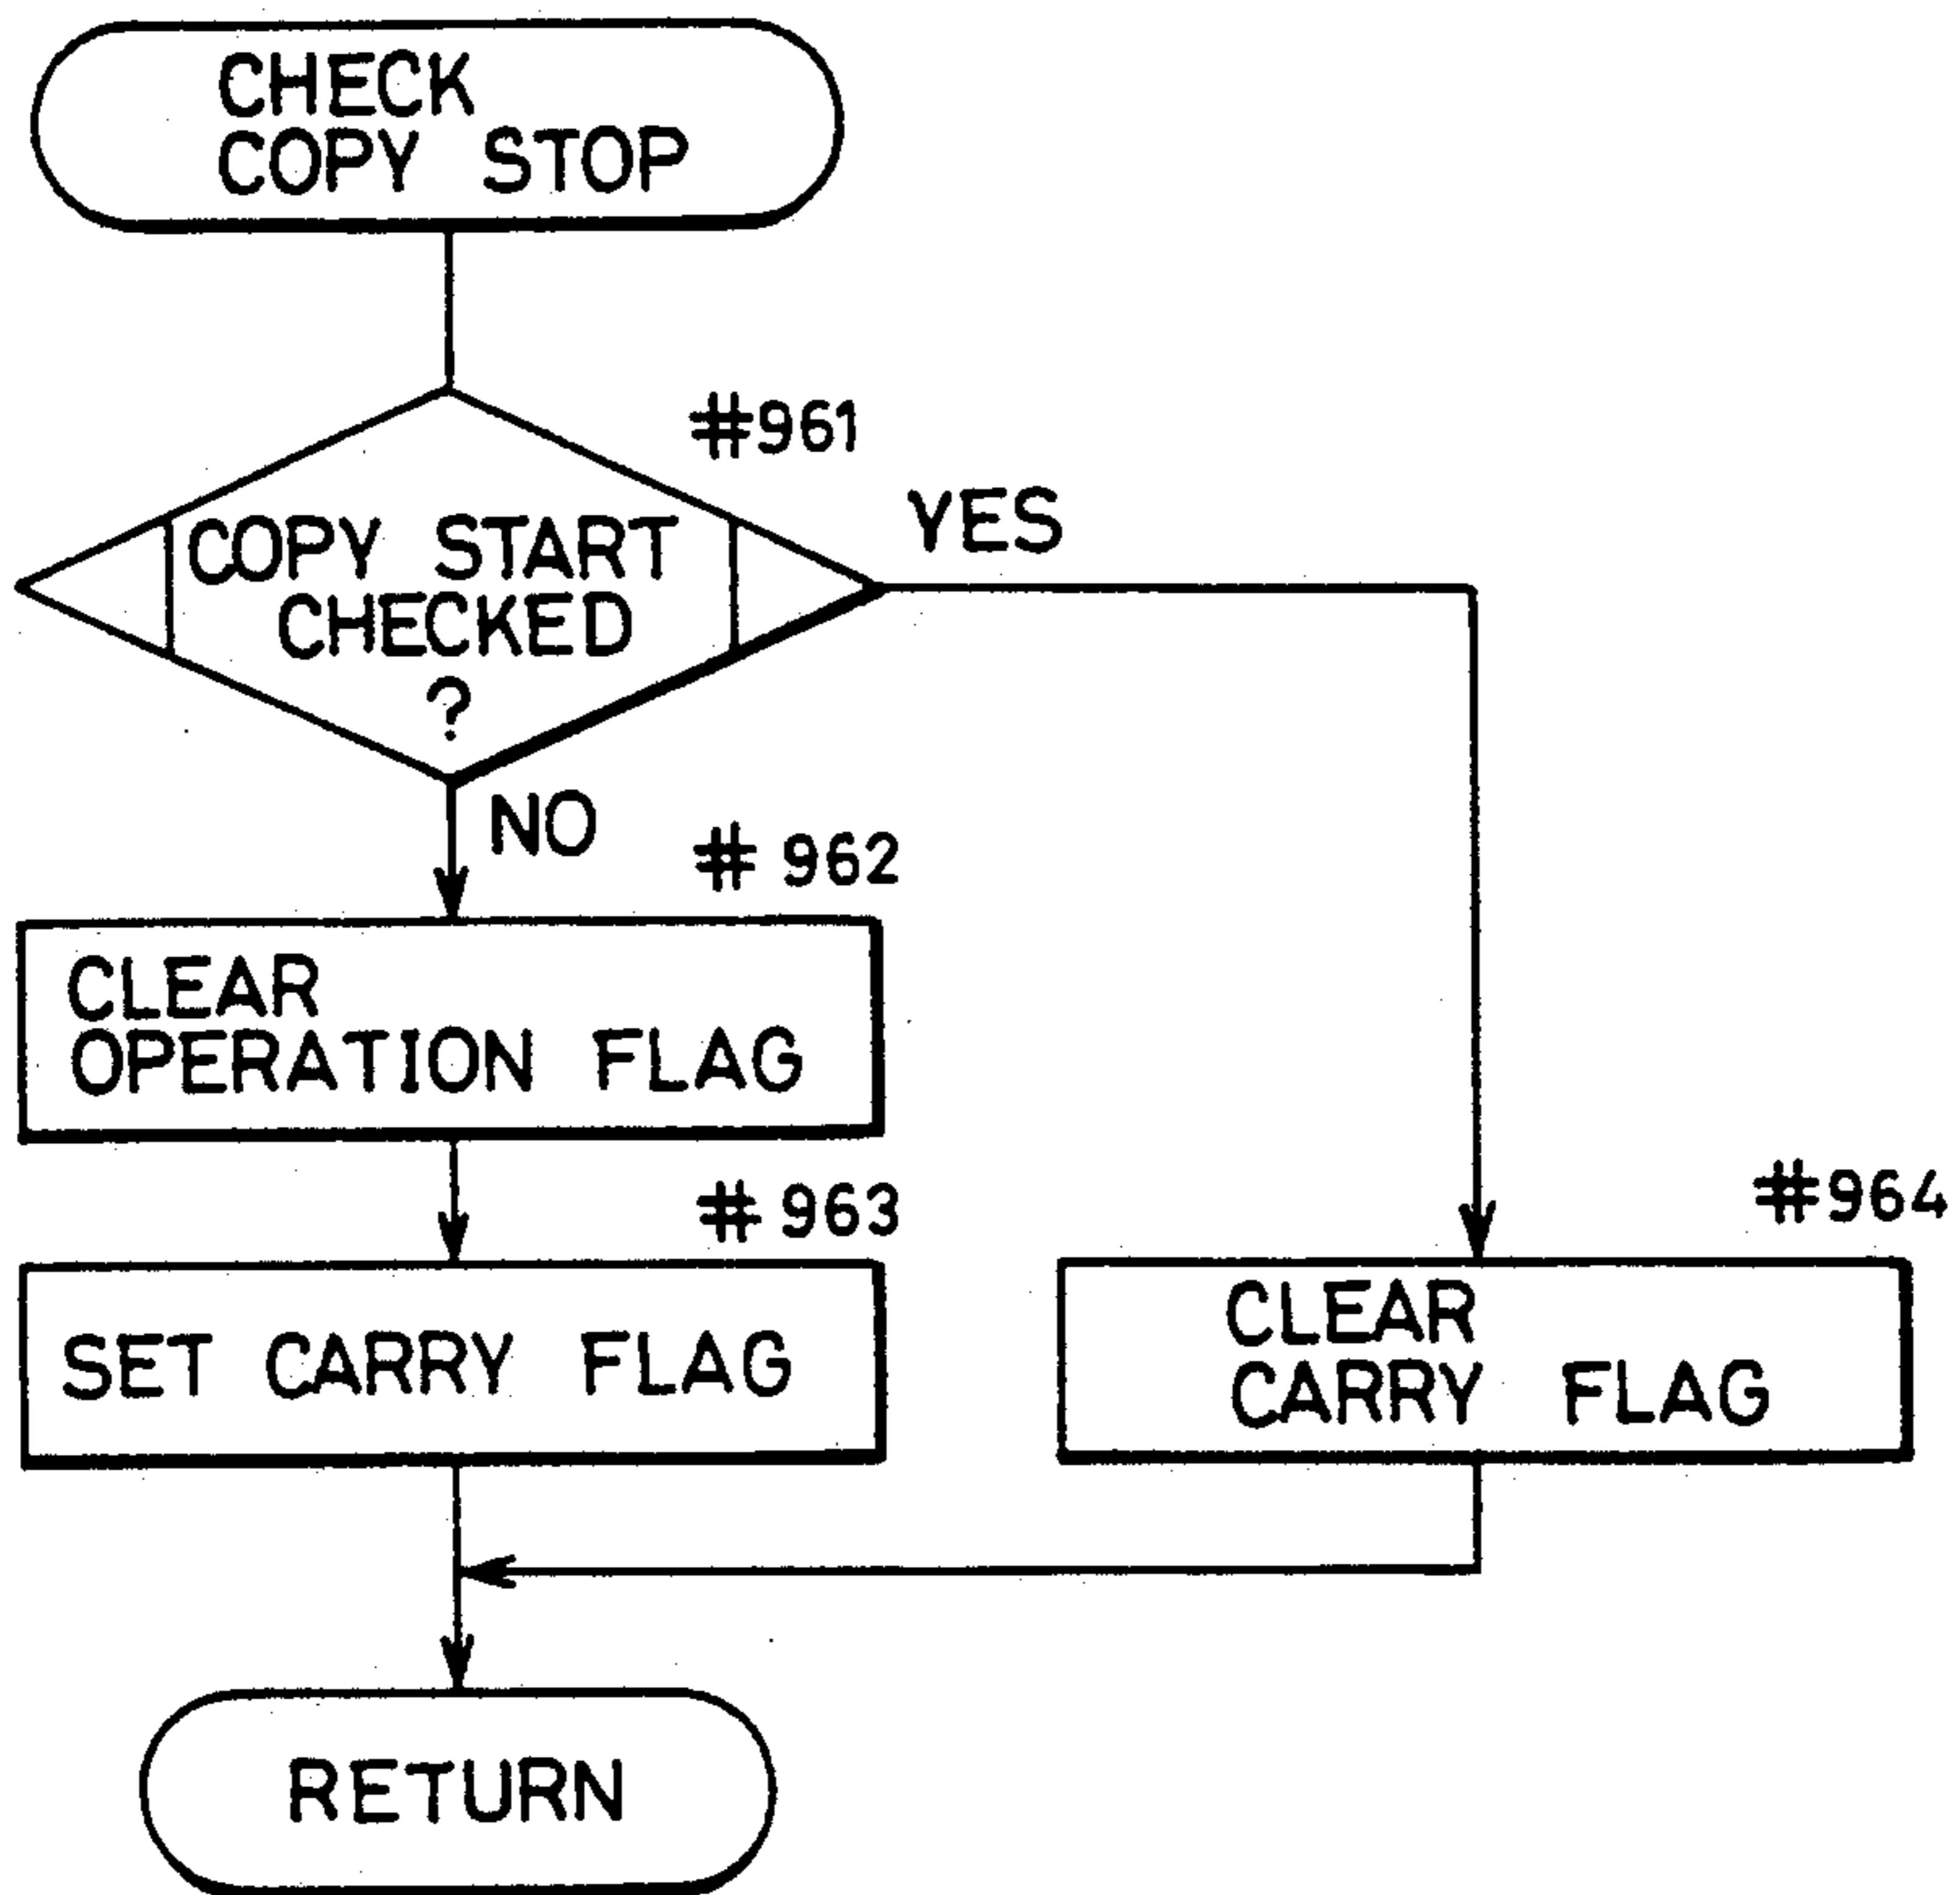 CHECK
COPY STOP
#961
COPY START
CHECKED
?
YES
NO
# 962
CLEAR
OPERATION FLAG
# 963
SET CARRY FLAG
#964
CLEAR
CARRY FLAG
RETURN